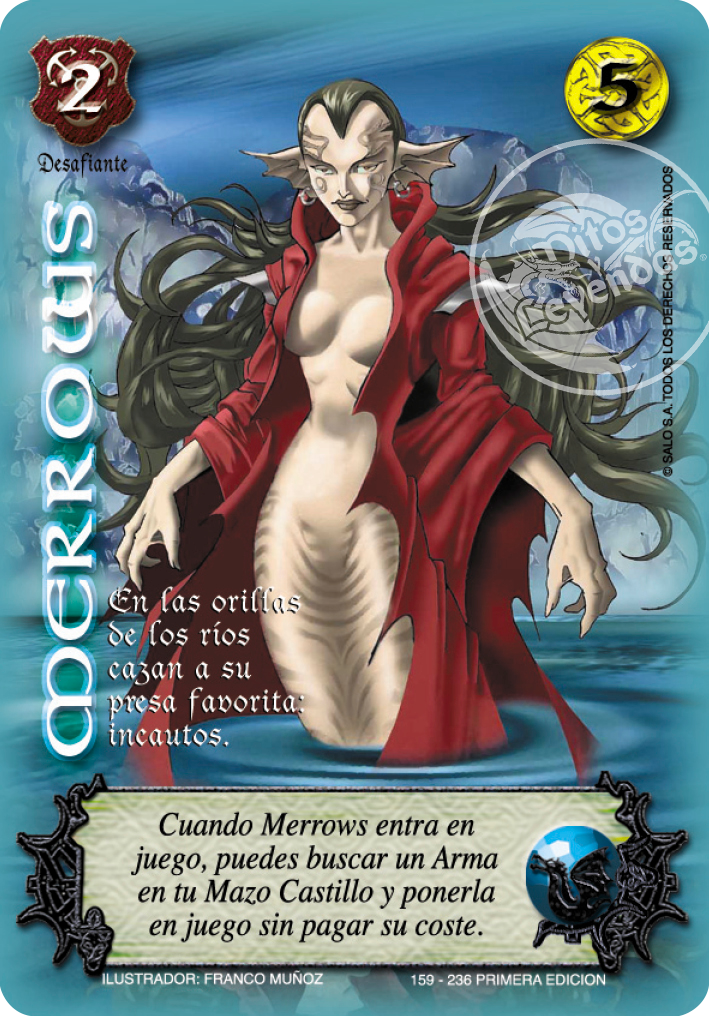 2
Desafiante
5
MERROWS
© SALO S.A. TODOS LOS DERECHOS RESERVADOS
Mitos
Leyendas
®
En las orillas
de los ríos
cazan a su
presa favorita:
incautos.
Cuando Merrows entra en
juego, puedes buscar un Arma
en tu Mazo Castillo y ponerla
en juego sin pagar su coste.
ILUSTRADOR: FRANCO MUÑOZ
159 - 236 PRIMERA EDICION